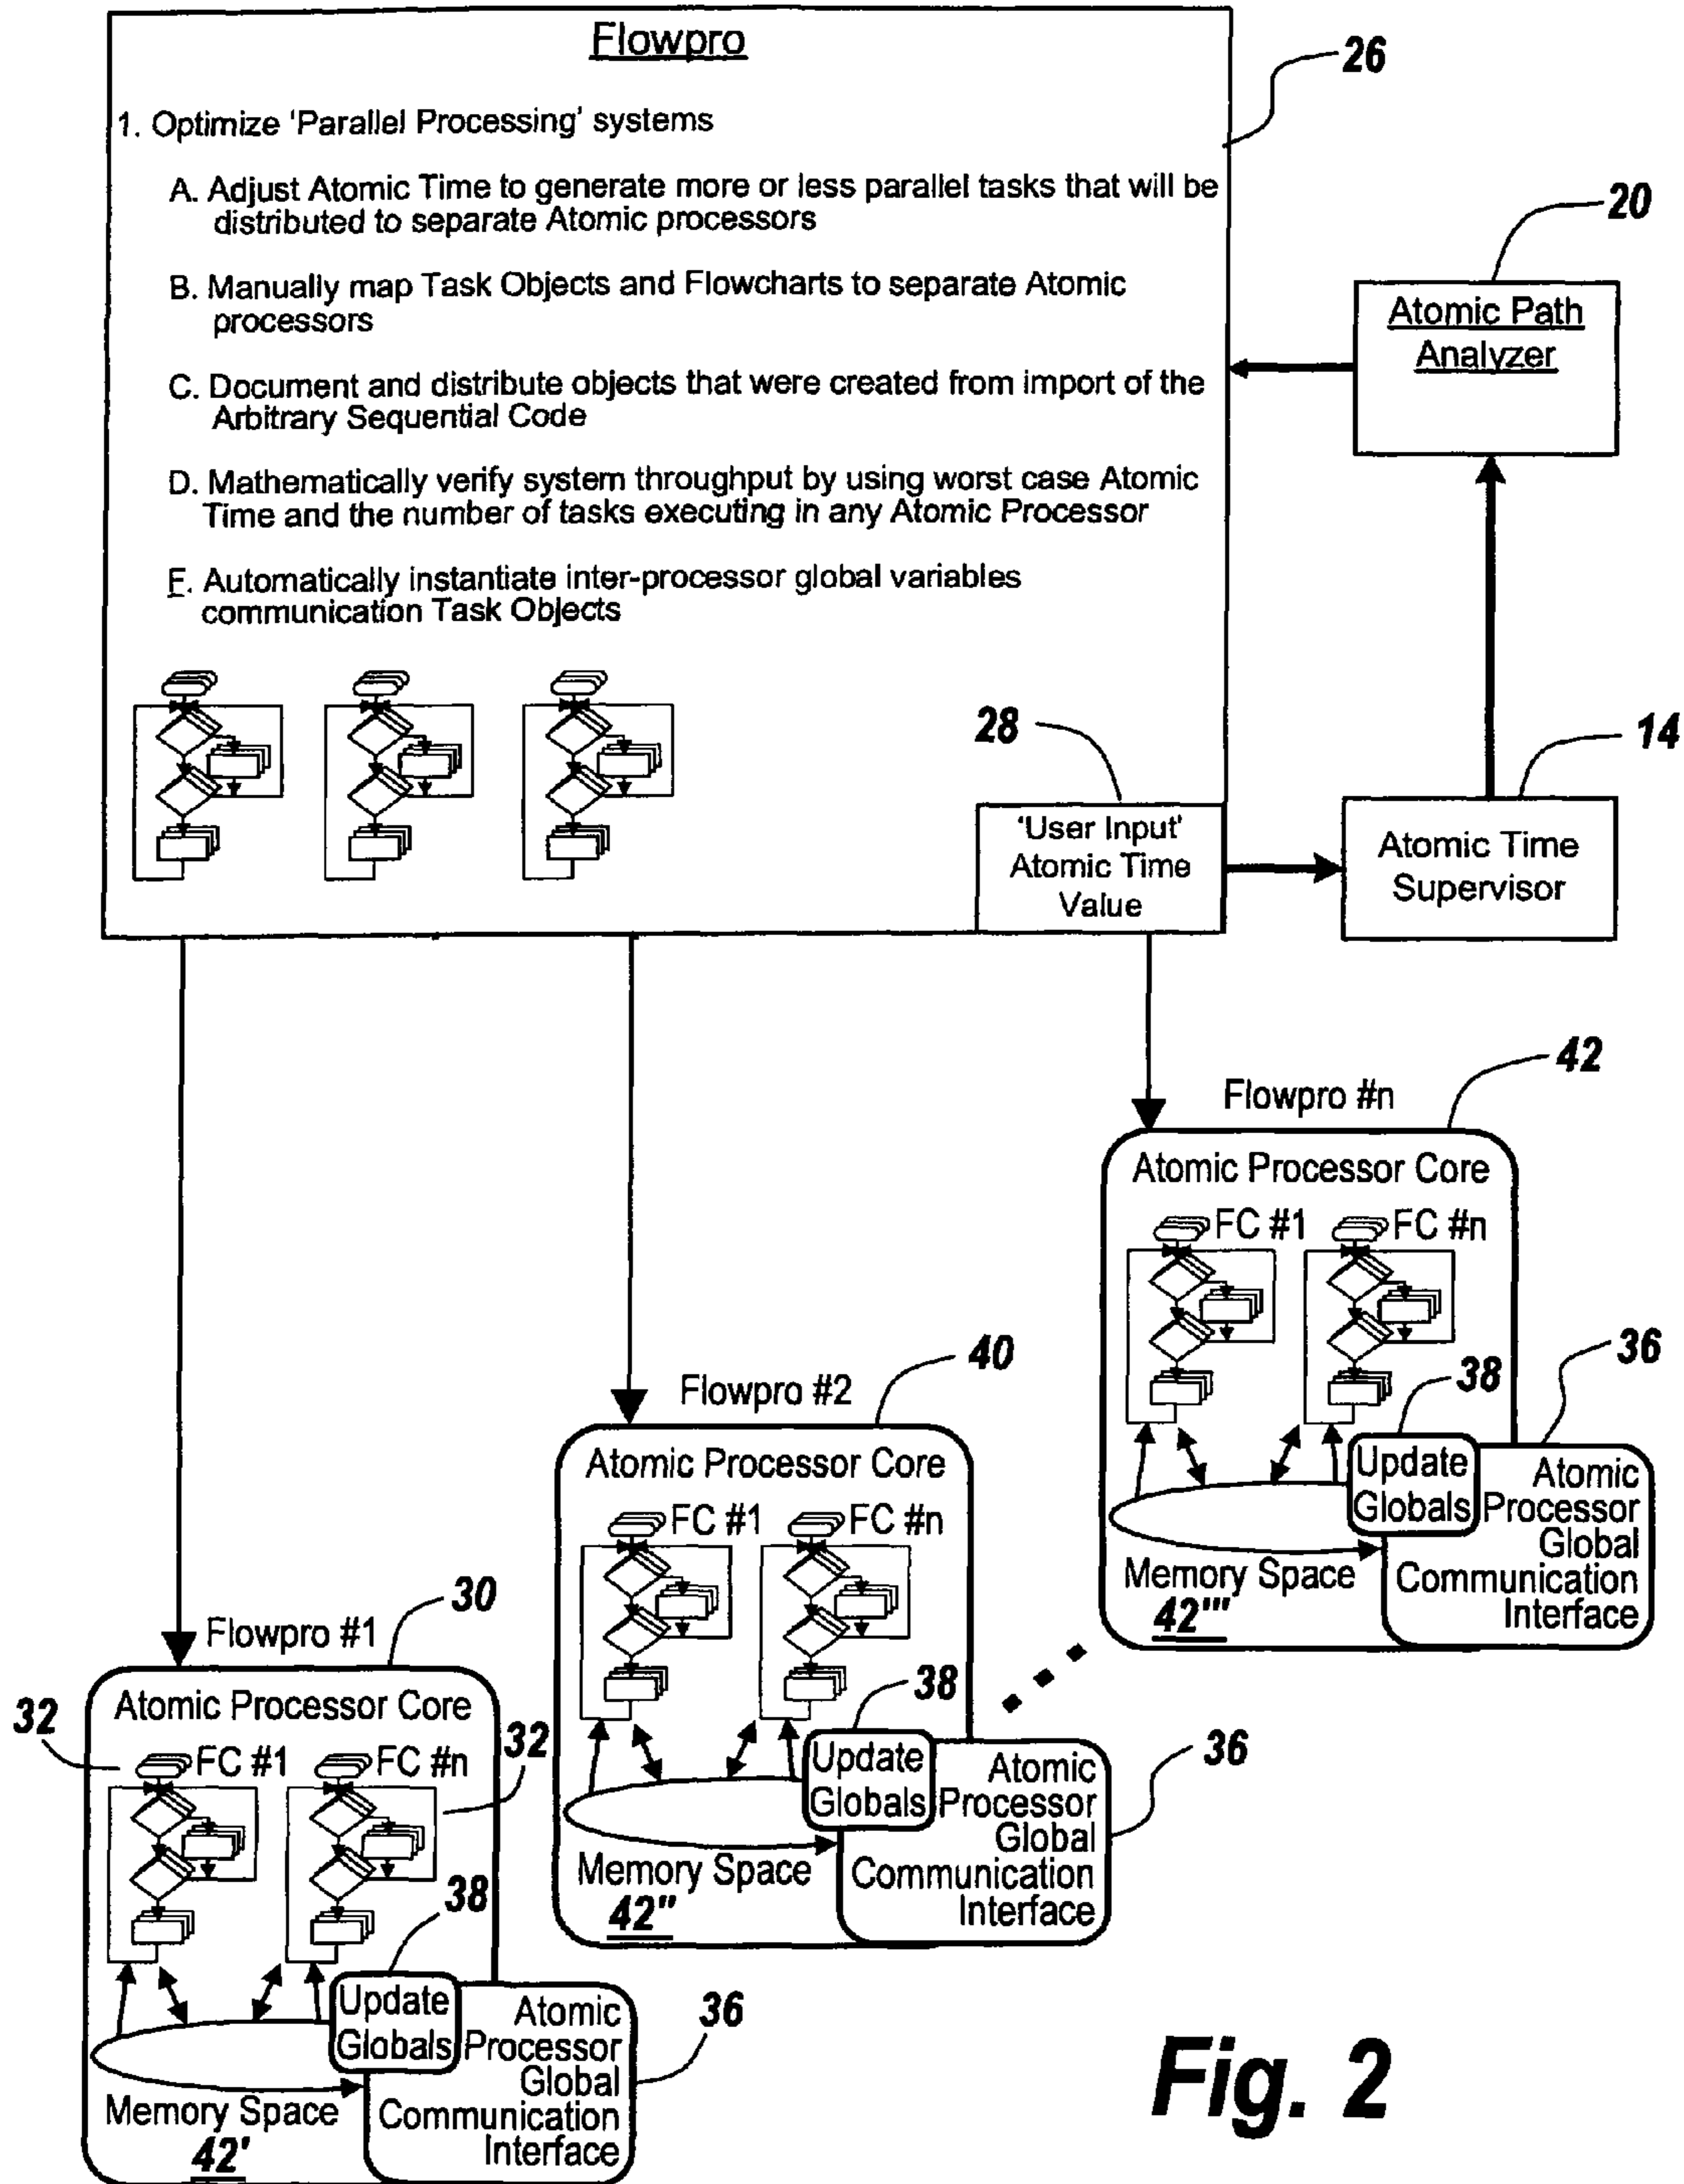 Flowpro
26
1. Optimize 'Parallel Processing' systems
A. Adjust Atomic Time to generate more or less parallel tasks that will be
distributed to separate Atomic processors
20
B. Manually map Task Objects and Flowcharts to separate Atomic
processors
Atomic Path
Analyzer
C. Document and distribute objects that were created from import of the
Arbitrary Sequential Code
D. Mathematically verify system throughput by using worst case Atomic
Time and the number of tasks executing in any Atomic Processor
E. Automatically instantiate inter-processor global variables
communication Task Objects
28
14
'User Input'
Atomic Time
Value
Atomic Time
Supervisor
42
Flowpro #n
Atomic Processor Core
FC #1
FC #n
36
38
Update
Globals
Atomic
Processor
Global
Communication
Interface
Memory Space
42'''
40
Flowpro #2
Atomic Processor Core
FC #1
FC #n
38
36
Update
Globals
Atomic
Processor
Global
Communication
Interface
Memory Space
42''
30
Flowpro #1
Atomic Processor Core
32
FC #1
FC #n
32
38
36
Update
Globals
Atomic
Processor
Global
Communication
Interface
Memory Space
42'
Fig. 2